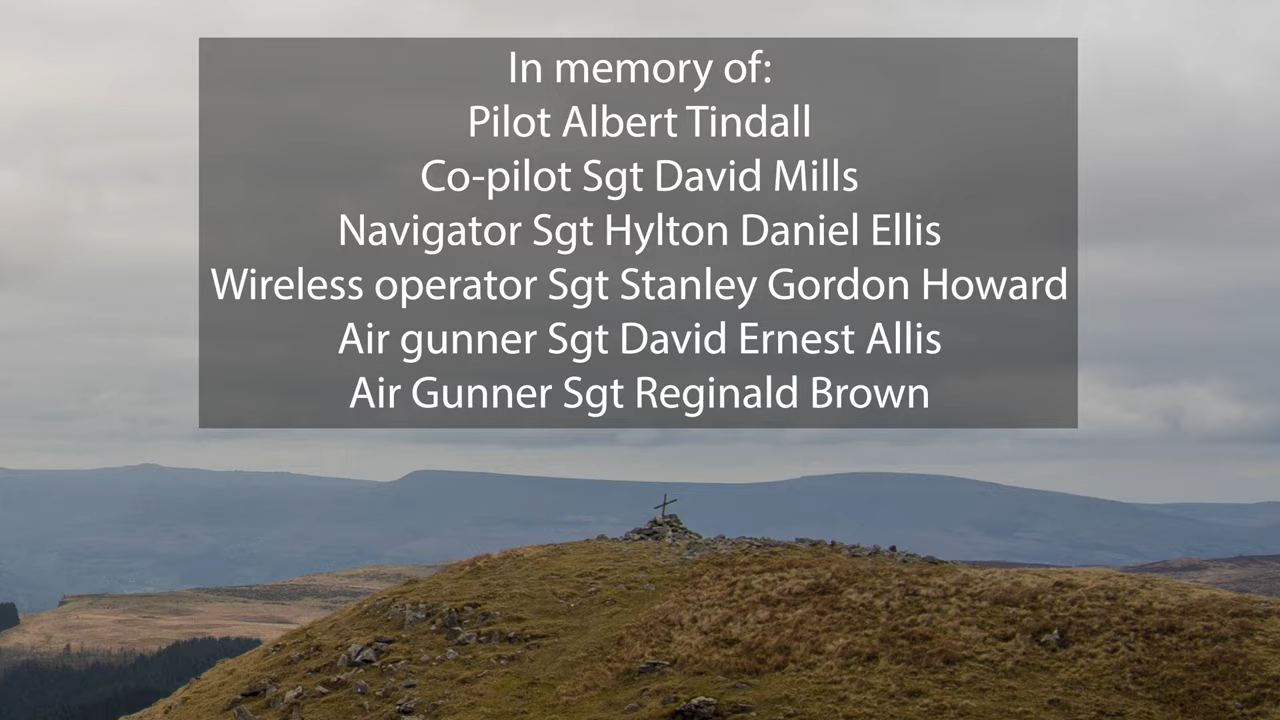 In memory of:
Pilot Albert Tindall
Co-pilot Sgt David Mills
Navigator Sgt Hylton Daniel Ellis
Wireless operator Sgt Stanley Gordon Howard
Air gunner Sgt David Ernest Allis
Air Gunner Sgt Reginald Brown